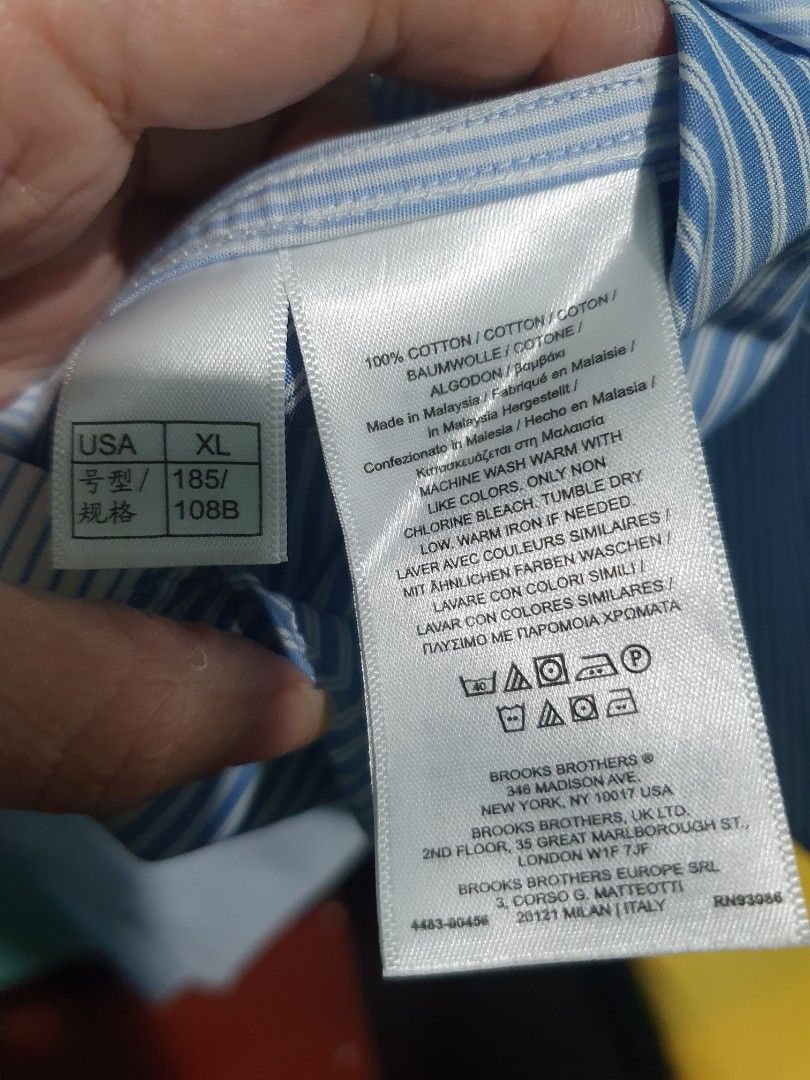 USA XL
号型/ 185/
规格 108B
100% COTTON / COTTON / COTON /
BAUMWOLLE / COTONE /
ALGODON / βαμβάκι
Made in Malaysia / Fabriqué en Malaisie /
in Malaysia Hergestellt /
Confezionato in Malesia / Hecho en Malasia /
Κατασκευάζεται στη Μαλαισία
MACHINE WASH WARM WITH
LIKE COLORS. ONLY NON
CHLORINE BLEACH. TUMBLE DRY
LOW. WARM IRON IF NEEDED.
LAVER AVEC COULEURS SIMILAIRES /
MIT ÄHNLICHEN FARBEN WASCHEN /
LAVARE CON COLORI SIMILI /
LAVAR CON COLORES SIMILARES /
ΠΛΥΣΙΜΟ ΜΕ ΠΑΡΟΜΟΙΑ ΧΡΩΜΑΤΑ
40 P
BROOKS BROTHERS ®
346 MADISON AVE.
NEW YORK, NY 10017 USA
BROOKS BROTHERS, UK LTD.
2ND FLOOR, 35 GREAT MARLBOROUGH ST.,
LONDON W1F 7JF
BROOKS BROTHERS EUROPE SRL
3, CORSO G. MATTEOTTI
4483-00456 20121 MILAN | ITALY RN93986